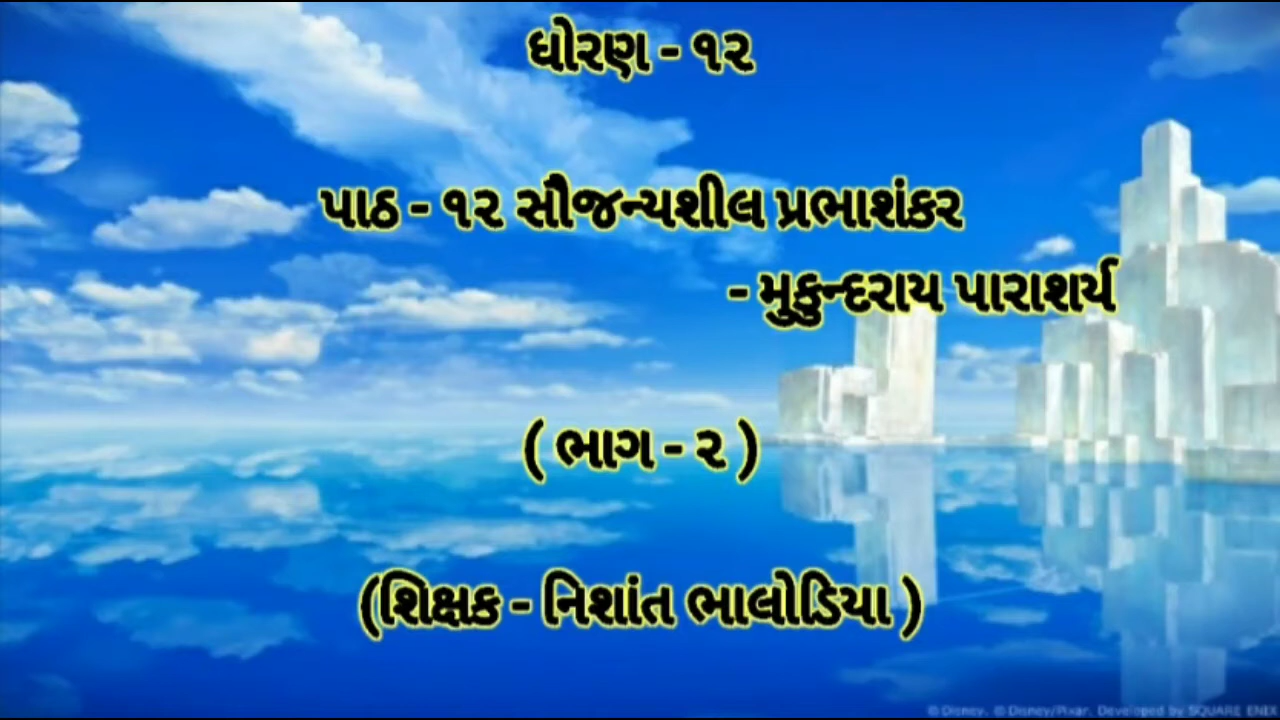 ધોરણ - ૧૨
પાઠ - ૧૨ સૌજન્યશીલ પ્રભાશંકર
- મુકુન્દરાય પારાશર્ય
( ભાગ - ૨ )
(શિક્ષક - નિશાંત ભાલોડિયા )
© Disney. © Disney/Pixar. Developed by SQUARE ENIX